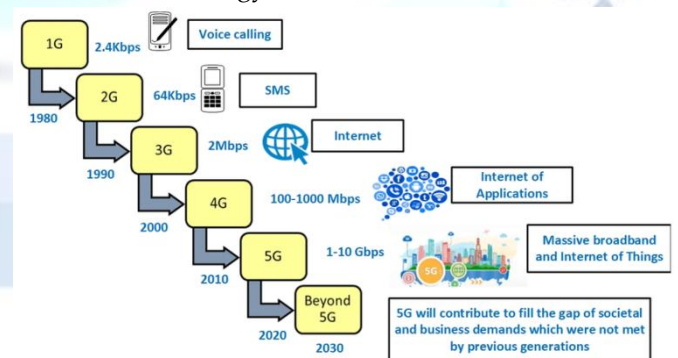 1G
2.4Kbps
Voice calling
1980
2G
64Kbps
SMS
1990
3G
2Mbps
Internet
2000
4G
100-1000 Mbps
Internet of
Applications
2010
5G
1-10 Gbps
5G
Massive broadband
and Internet of Things
2020
Beyond
5G
2030
5G will contribute to fill the gap of societal
and business demands which were not met
by previous generations